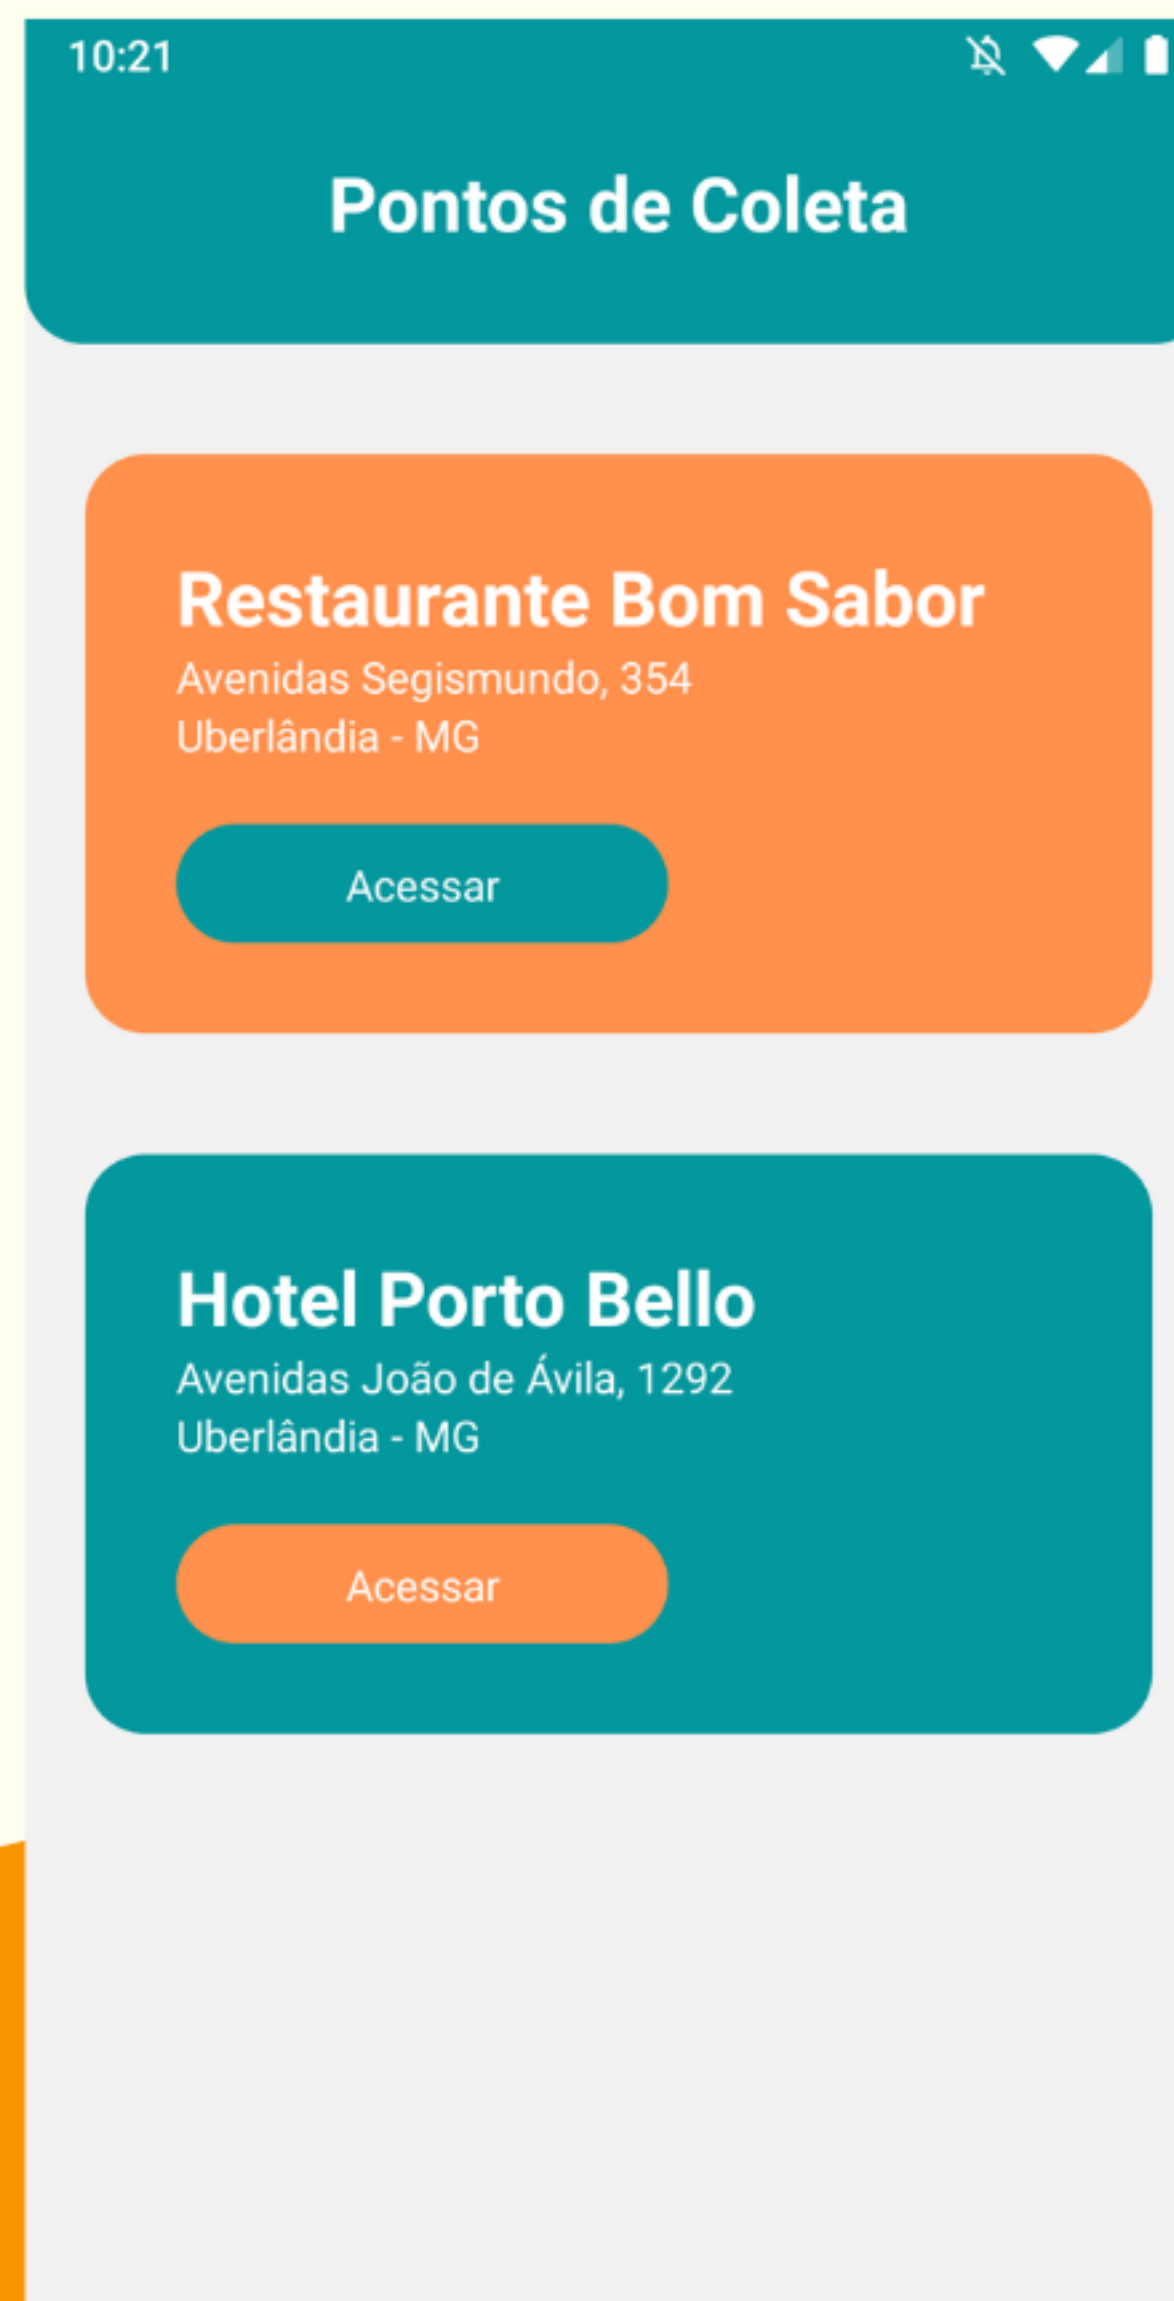 10:21
Pontos de Coleta
Restaurante Bom Sabor
Avenidas Segismundo, 354
Uberlândia - MG
Acessar
Hotel Porto Bello
Avenidas João de Ávila, 1292
Uberlândia - MG
Acessar